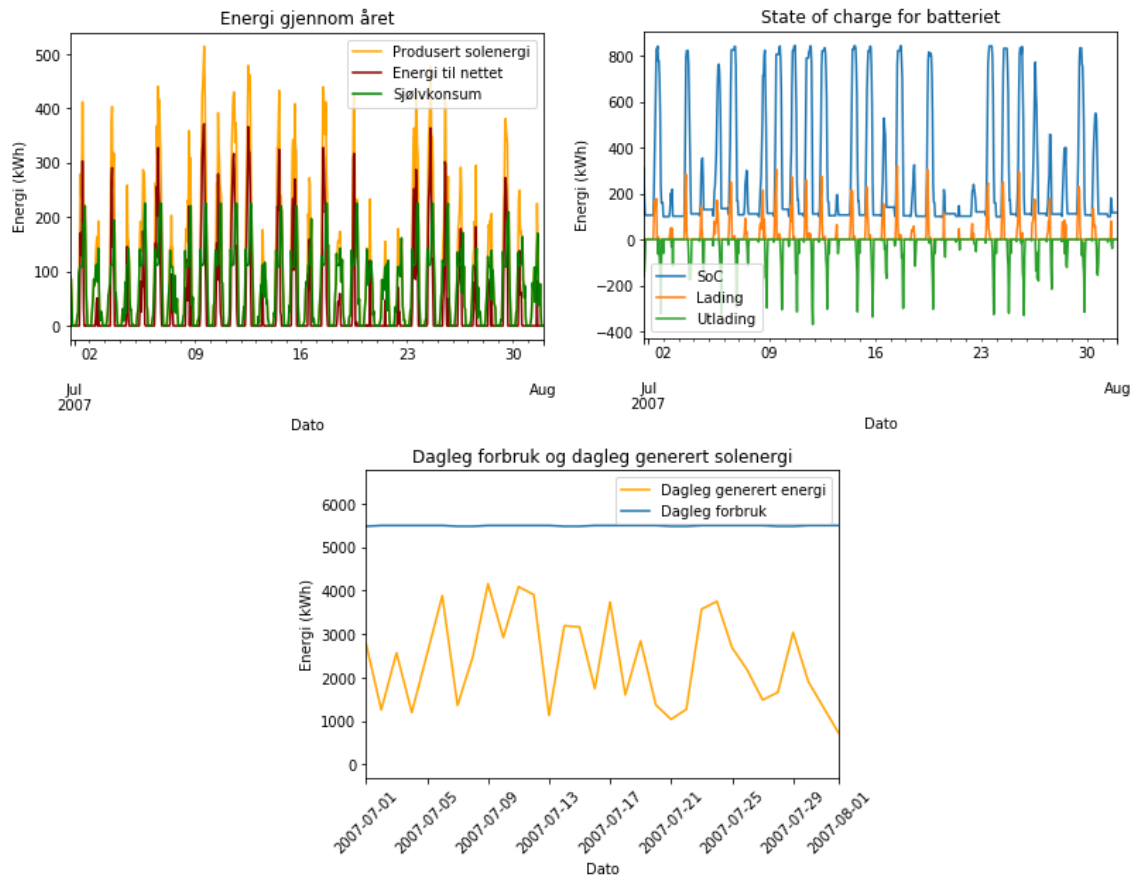 Energi gjennom året
500
400
300
200
100
0
Energi (kWh)
Produsert solenergi
Energi til nettet
Sjølvkonsum
02
09
16
23
30
Jul
2007
Aug
Dato
State of charge for batteriet
800
600
400
200
0
−200
−400
Energi (kWh)
SoC
Lading
Utlading
02
09
16
23
30
Jul
2007
Aug
Dato
Dagleg forbruk og dagleg generert solenergi
6000
5000
4000
3000
2000
1000
0
Energi (kWh)
Dagleg generert energi
Dagleg forbruk
2007-07-01
2007-07-05
2007-07-09
2007-07-13
2007-07-17
2007-07-21
2007-07-25
2007-07-29
2007-08-01
Dato